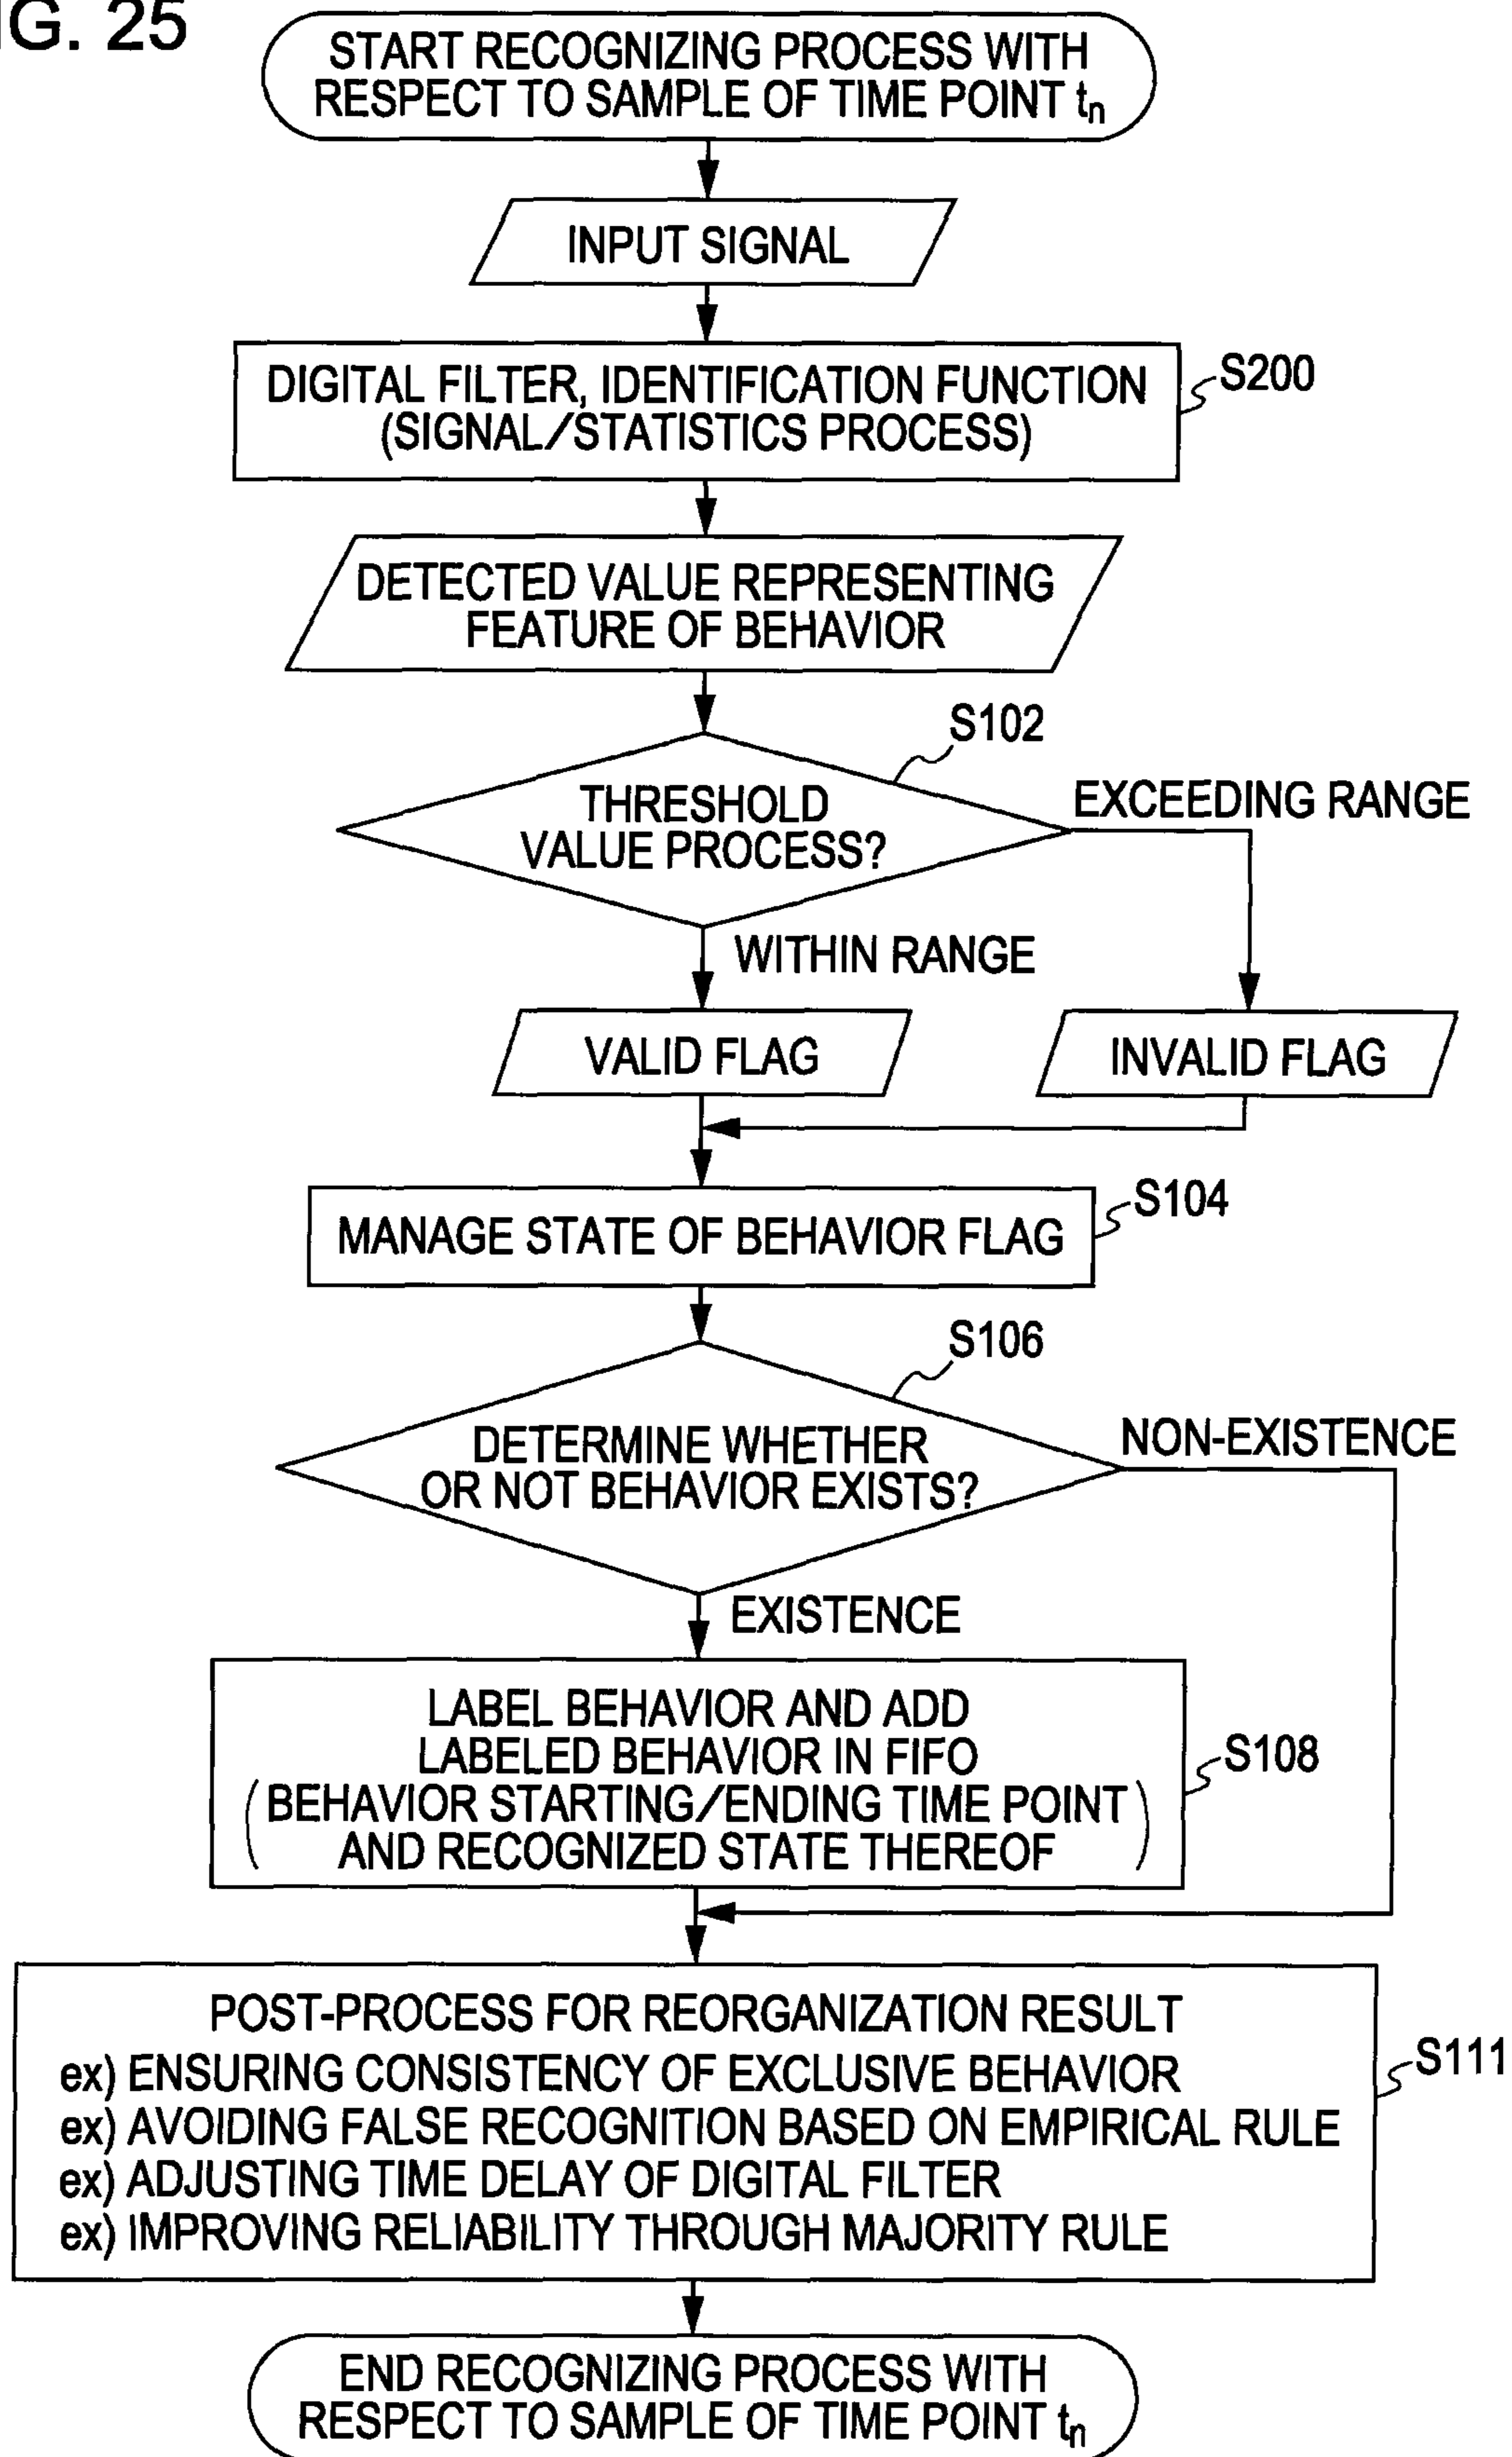 IG. 25
START RECOGNIZING PROCESS WITH
RESPECT TO SAMPLE OF TIME POINT tn
INPUT SIGNAL
DIGITAL FILTER, IDENTIFICATION FUNCTION
(SIGNAL/STATISTICS PROCESS)
S200
DETECTED VALUE REPRESENTING
FEATURE OF BEHAVIOR
S102
THRESHOLD
VALUE PROCESS?
EXCEEDING RANGE
WITHIN RANGE
VALID FLAG
INVALID FLAG
MANAGE STATE OF BEHAVIOR FLAG
S104
S106
DETERMINE WHETHER
OR NOT BEHAVIOR EXISTS?
NON-EXISTENCE
EXISTENCE
LABEL BEHAVIOR AND ADD
LABELED BEHAVIOR IN FIFO
(BEHAVIOR STARTING/ENDING TIME POINT
AND RECOGNIZED STATE THEREOF)
S108
POST-PROCESS FOR REORGANIZATION RESULT
ex) ENSURING CONSISTENCY OF EXCLUSIVE BEHAVIOR
ex) AVOIDING FALSE RECOGNITION BASED ON EMPIRICAL RULE
ex) ADJUSTING TIME DELAY OF DIGITAL FILTER
ex) IMPROVING RELIABILITY THROUGH MAJORITY RULE
S111
END RECOGNIZING PROCESS WITH
RESPECT TO SAMPLE OF TIME POINT tn